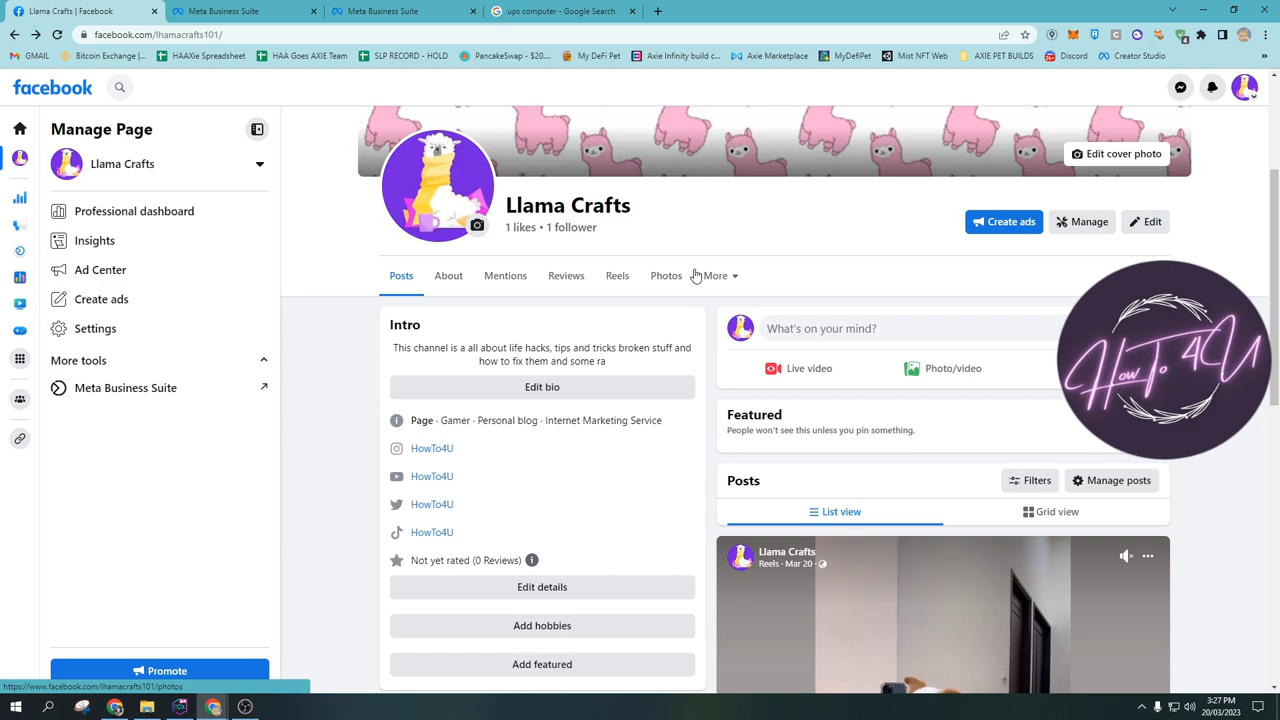 Llama Crafts | Facebook
Meta Business Suite
Meta Business Suite
ups computer - Google Search
facebook.com/lhamacrafts101/
GMAIL
Bitcoin Exchange |...
HAAXie Spreadsheet
HAA Goes AXIE Team
SLP RECORD - HOLD
PancakeSwap - $20....
My DeFi Pet
Axie Infinity build c...
Axie Marketplace
MyDefiPet
Mist NFT Web
AXIE PET BUILDS
Discord
Creator Studio
facebook
Manage Page
Llama Crafts
Professional dashboard
Insights
Ad Center
Create ads
Settings
More tools
Meta Business Suite
Promote
Edit cover photo
Llama Crafts
1 likes • 1 follower
Create ads
Manage
Edit
Posts
About
Mentions
Reviews
Reels
Photos
More
Intro
This channel is a all about life hacks, tips and tricks broken stuff and
how to fix them and some ra
Edit bio
Page · Gamer · Personal blog · Internet Marketing Service
HowTo4U
HowTo4U
HowTo4U
HowTo4U
Not yet rated (0 Reviews)
Edit details
Add hobbies
Add featured
What's on your mind?
Live video
Photo/video
Featured
People won't see this unless you pin something.
Posts
Filters
Manage posts
List view
Grid view
Llama Crafts
Reels · Mar 20 ·
HowTo 4U
https://www.facebook.com/lhamacrafts101/photos
3:27 PM
20/03/2023